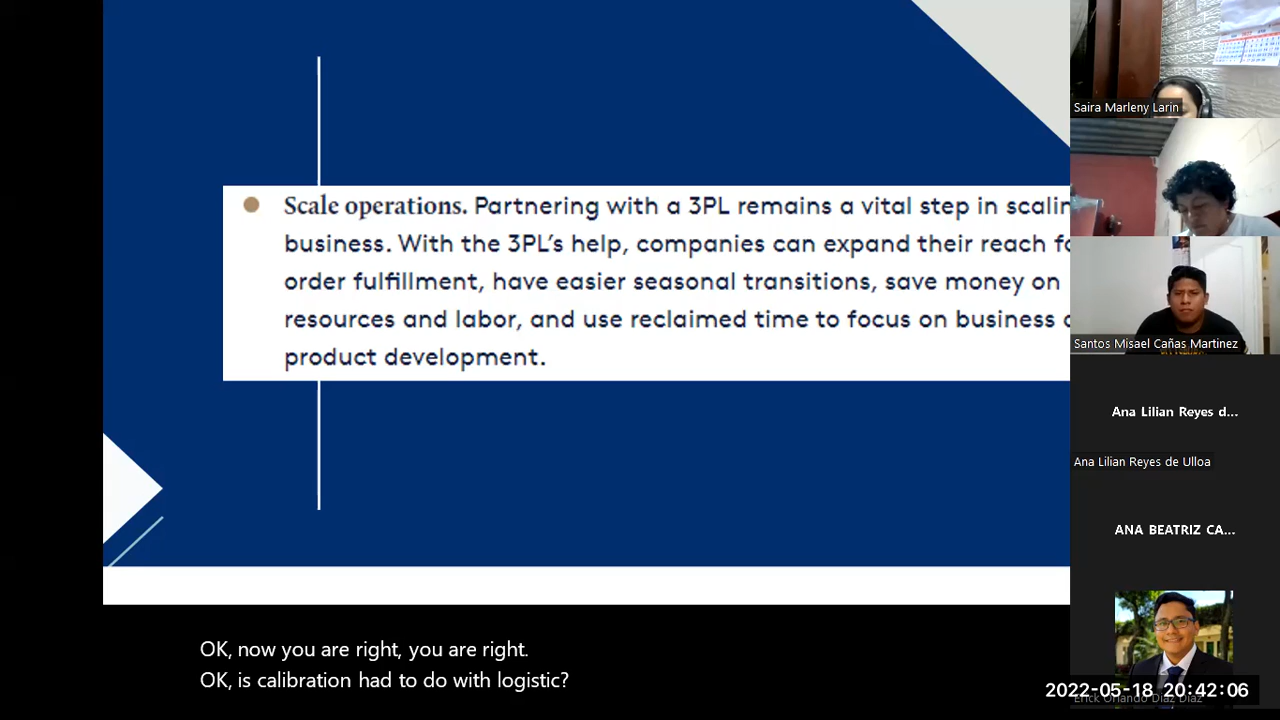 Scale operations. Partnering with a 3PL remains a vital step in scalin
business. With the 3PL's help, companies can expand their reach fo
order fulfillment, have easier seasonal transitions, save money on
resources and labor, and use reclaimed time to focus on business
product development.
OK, now you are right, you are right.
OK, is calibration had to do with logistic?
Saira Marleny Larin
Santos Misael Cañas Martinez
Ana Lilian Reyes d...
Ana Lilian Reyes de Ulloa
ANA BEATRIZ CA...
2022-05-18 20:42:06
Erick Orlando Diaz Diaz